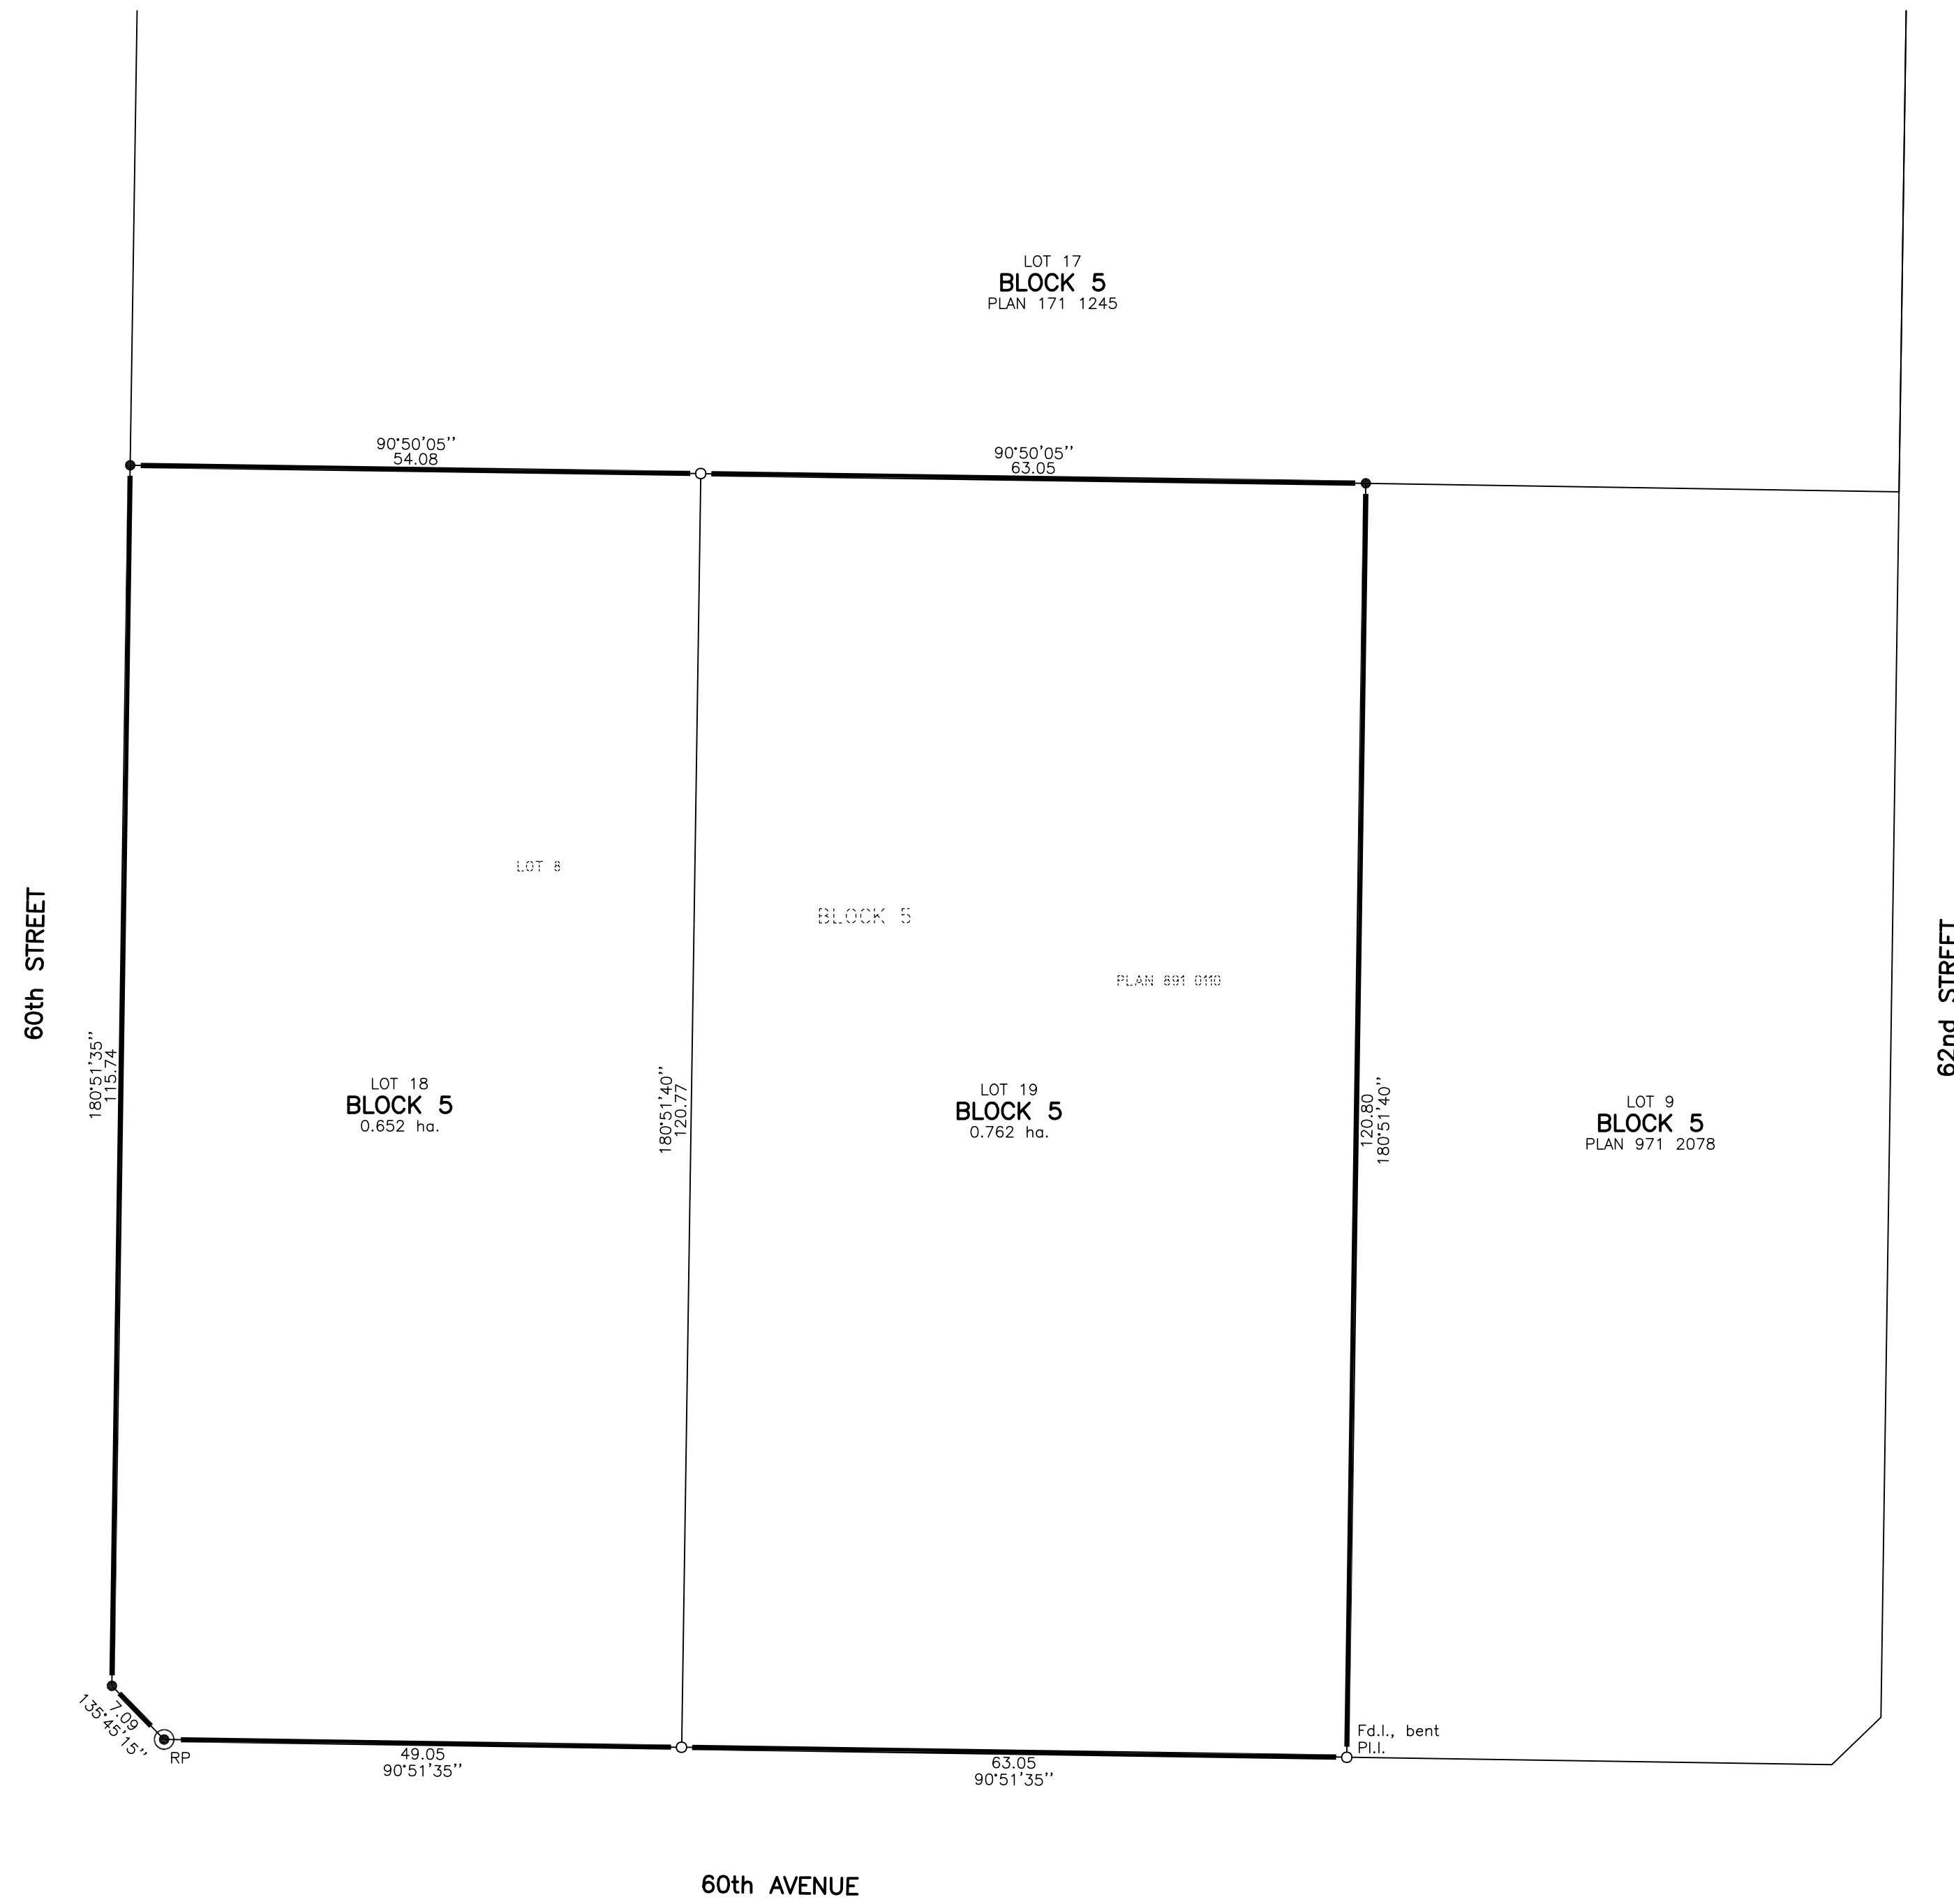 LOT 17
BLOCK 5
PLAN 171 1245
90°50'05''
54.08
90°50'05''
63.05
LOT 8
BLOCK 5
PLAN 891 0110
60th STREET
62nd STREET
180°51'35''
115.74
LOT 18
BLOCK 5
0.652 ha.
180°51'40''
120.77
LOT 19
BLOCK 5
0.762 ha.
120.80
180°51'40''
LOT 9
BLOCK 5
PLAN 971 2078
7.09
135°45'15''
RP
49.05
90°51'35''
63.05
90°51'35''
Fd.I., bent
Pl.I.
60th AVENUE